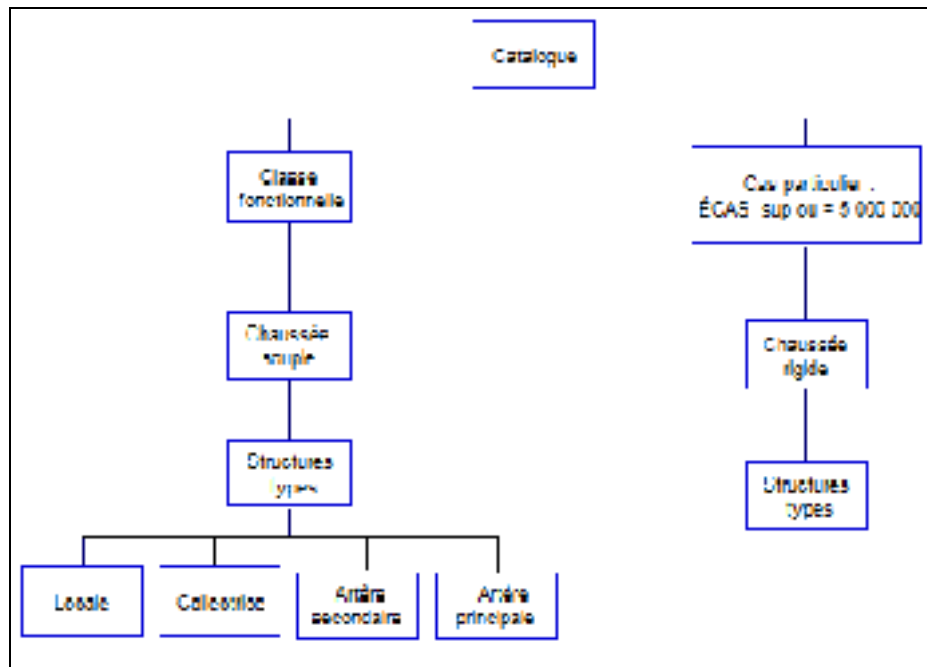 Catalogue
Classe
fonctionnelle
Cas particulier :
ÉCAS sup ou = 5 000 000
Chaussée
souple
Chaussée
rigide
Structures
types
Structures
types
Locale
Collectrice
Artère
secondaire
Artère
principale